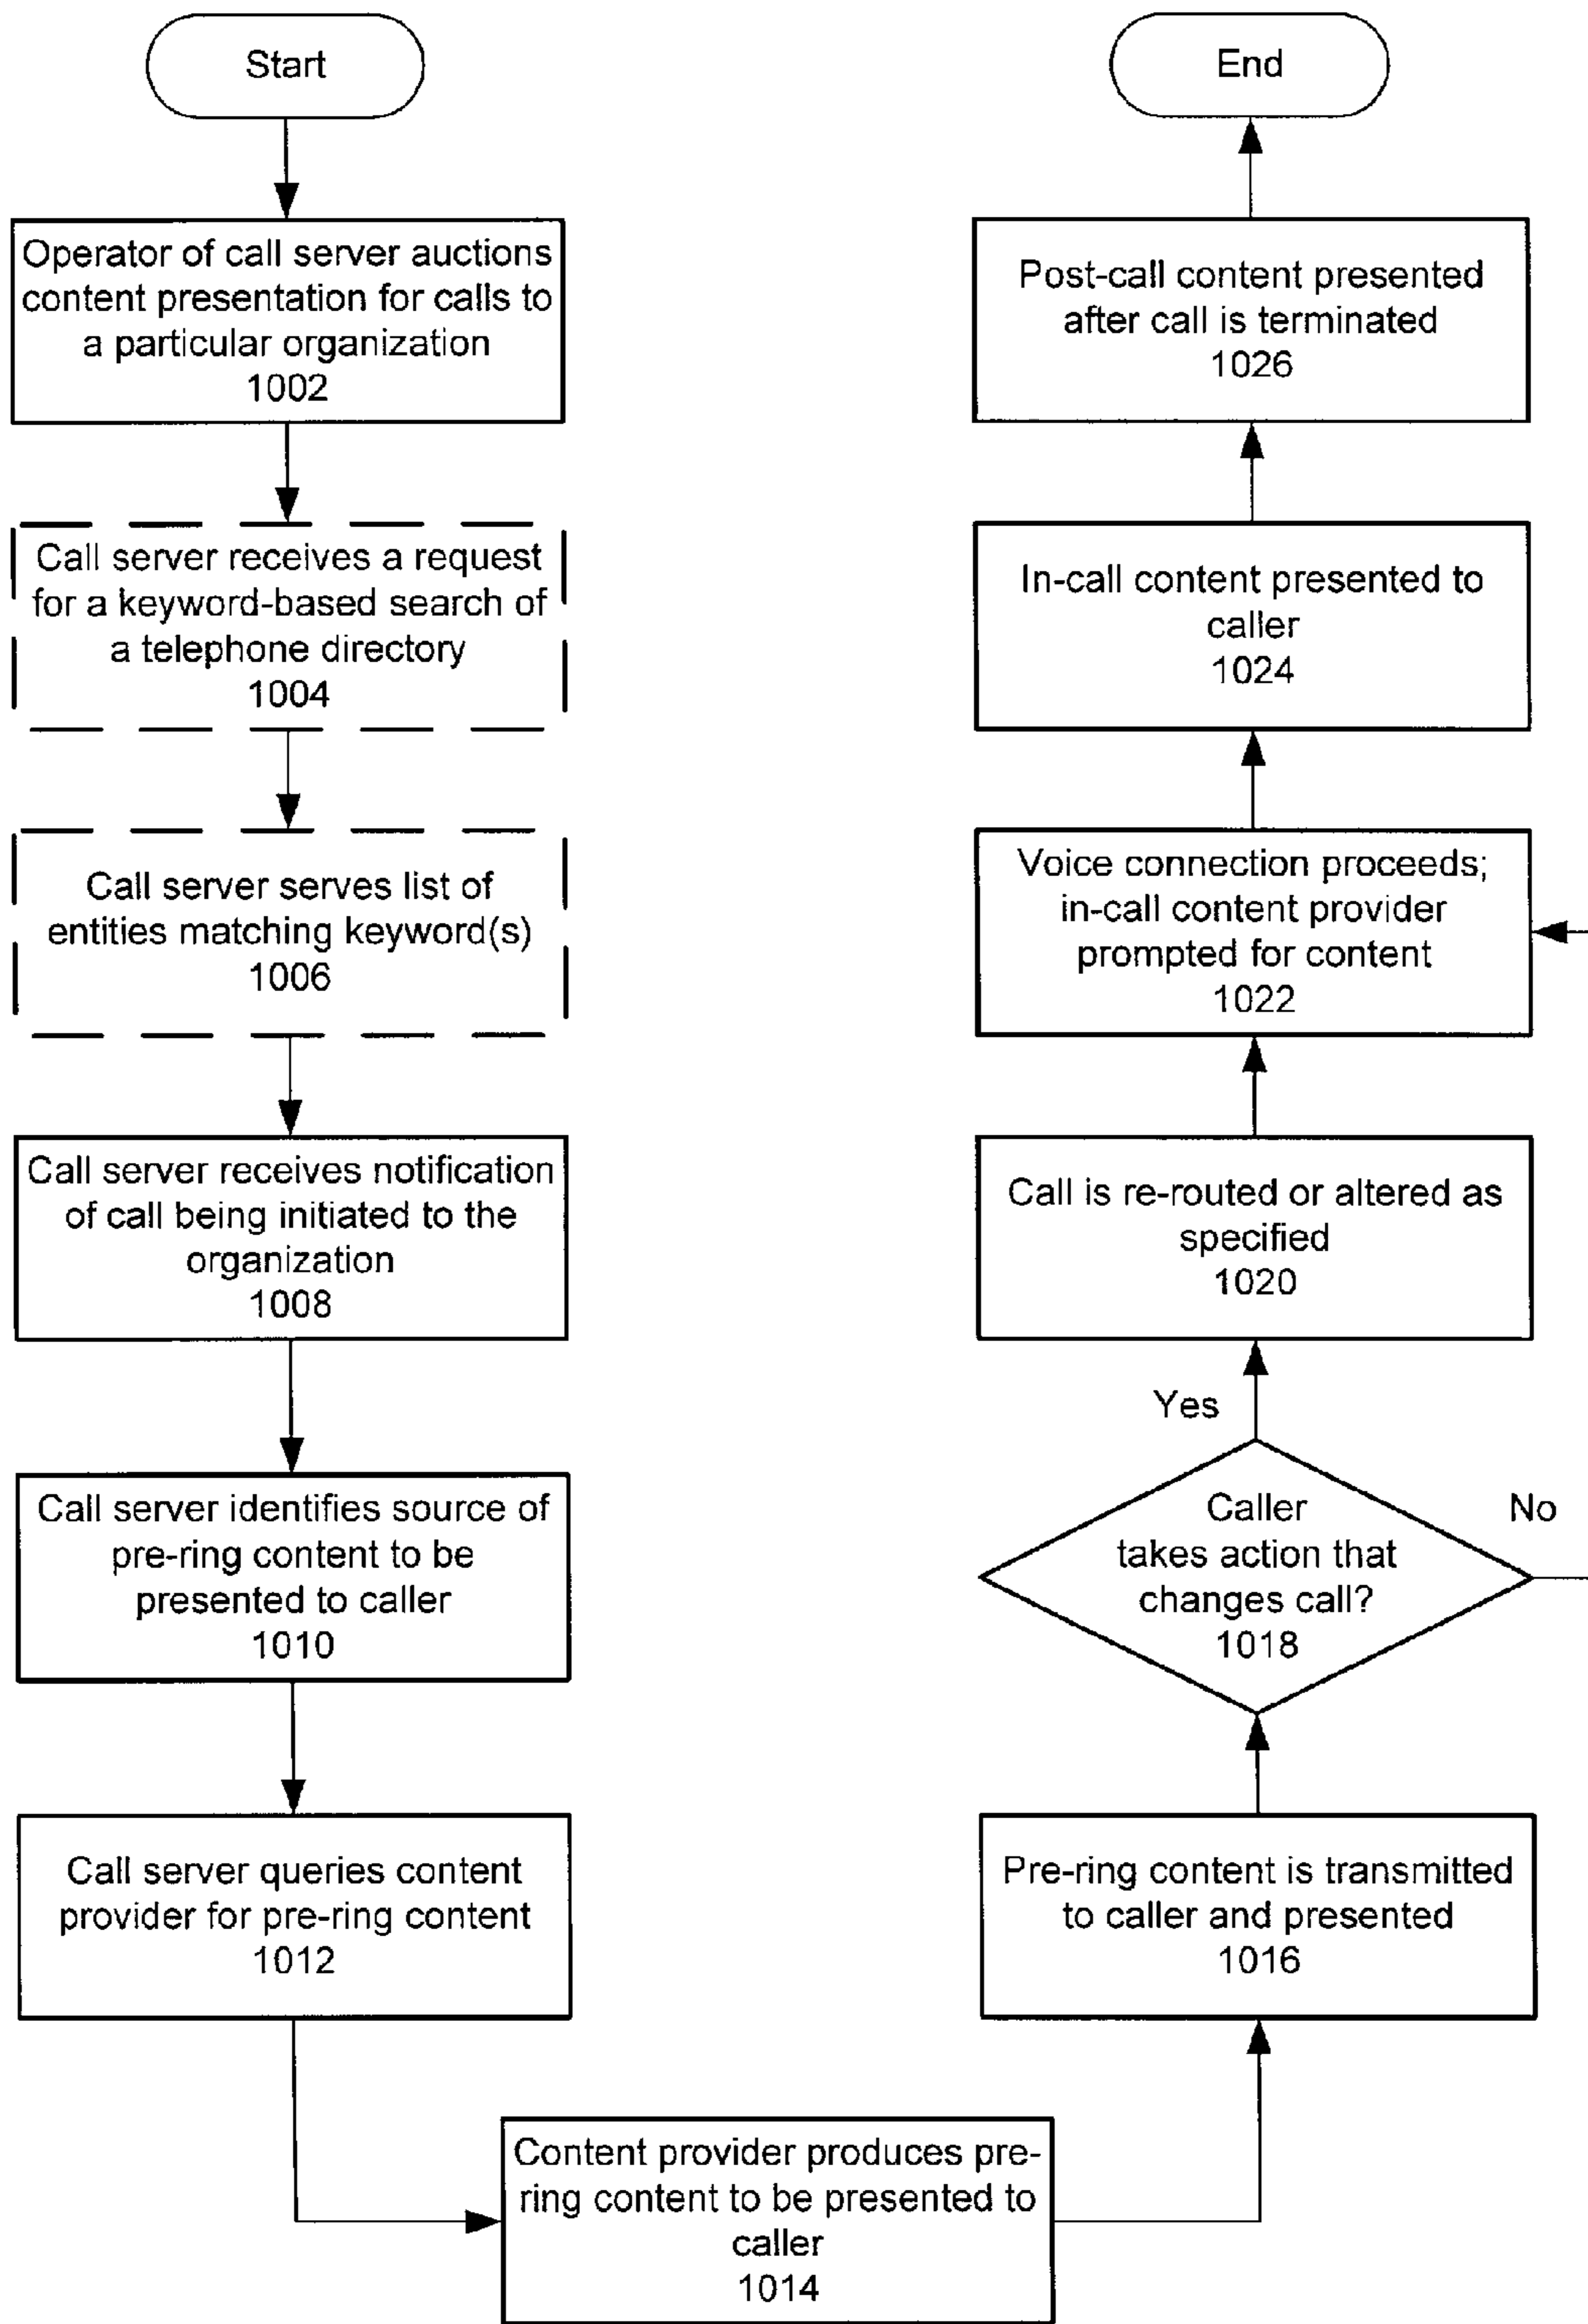 Start
Operator of call server auctions
content presentation for calls to
a particular organization
1002
Call server receives a request
for a keyword-based search of
a telephone directory
1004
Call server serves list of
entities matching keyword(s)
1006
Call server receives notification
of call being initiated to the
organization
1008
Call server identifies source of
pre-ring content to be
presented to caller
1010
Call server queries content
provider for pre-ring content
1012
Content provider produces pre-
ring content to be presented to
caller
1014
Pre-ring content is transmitted
to caller and presented
1016
Caller
takes action that
changes call?
1018
Yes
No
Call is re-routed or altered as
specified
1020
Voice connection proceeds;
in-call content provider
prompted for content
1022
In-call content presented to
caller
1024
Post-call content presented
after call is terminated
1026
End